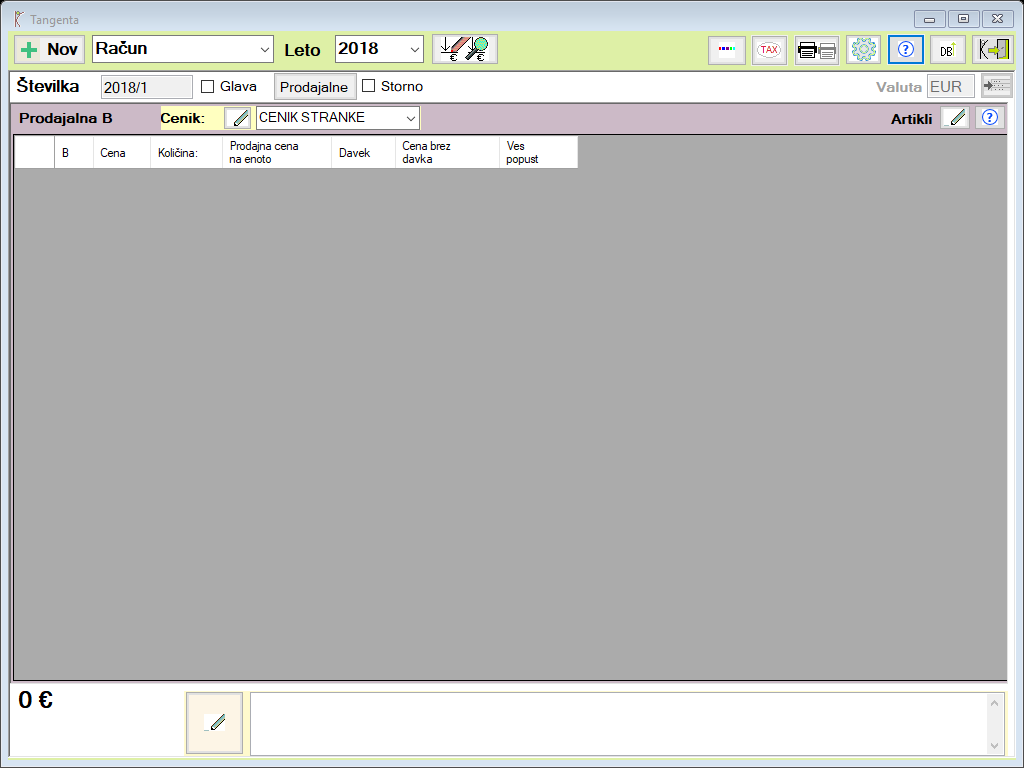 Tangenta
Nov Račun Leto 2018 € € TAX ? DB
Številka 2018/1 Glava Prodajalne Storno Valuta EUR
Prodajalna B Cenik: CENIK STRANKE Artikli ?
B Cena Količina: Prodajna cena na enoto Davek Cena brez davka Ves popust
0 €